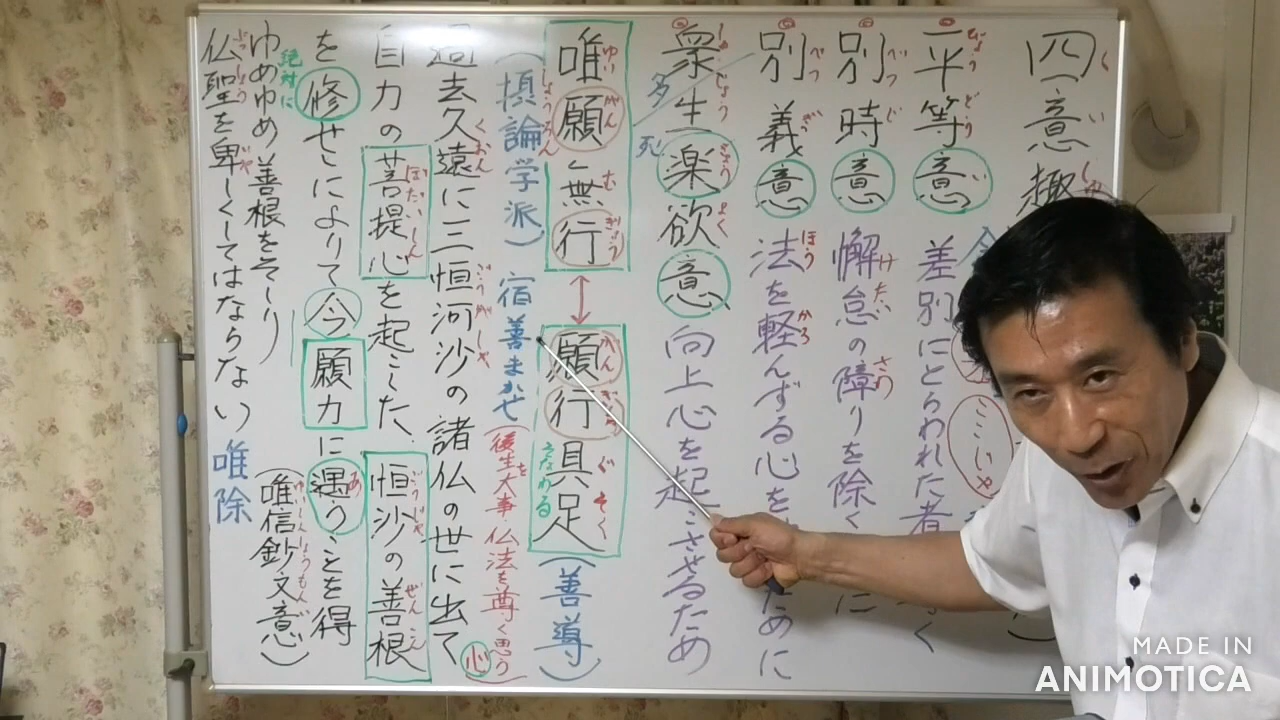 四意趣
平等意 差別にとらわれた者
別時意 懈怠の障りを除く
別義意 法を軽んずる心を ために
衆生楽欲意 向上心を起こさせるため
多 死
唯願無行 ↔ 願行具足 (善導)
(摂論学派) 宿善まかせ (後生大事・仏法を尊く思う心)
過去久遠に三恒河沙の諸仏の世に出て
自力の菩提心を起こした、恒沙の善根
を修せしによりて今願力に遇うことを得
ゆめゆめ善根をそしり (唯信鈔文意)
絶対に
仏聖を卑しくしてはならない 唯除
MADE IN
ANIMOTICA